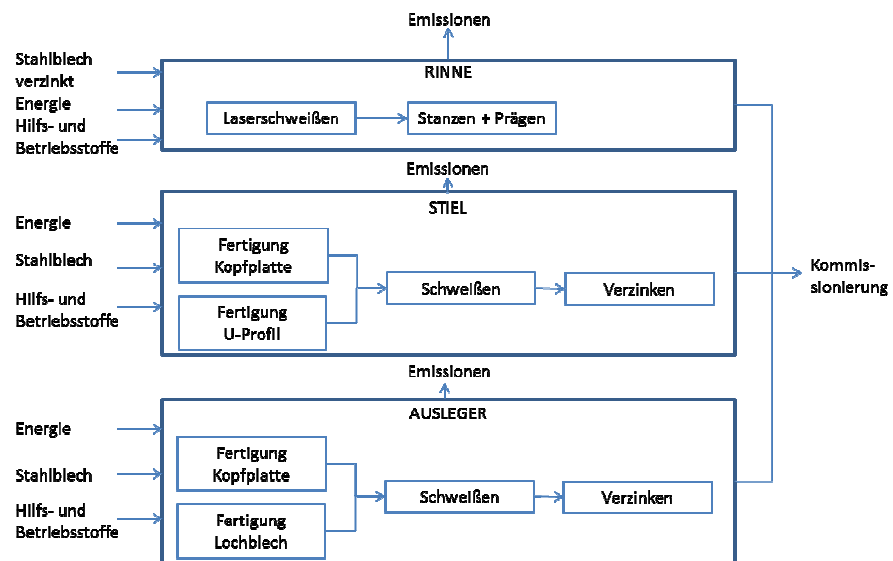 Emissionen
Stahlblech
verzinkt
Energie
Hilfs- und
Betriebsstoffe
RINNE
Laserschweißen
Stanzen + Prägen
Emissionen
STIEL
Energie
Stahlblech
Hilfs- und
Betriebsstoffe
Fertigung
Kopfplatte
Fertigung
U-Profil
Schweißen
Verzinken
Kommis-
sionierung
Emissionen
AUSLEGER
Energie
Stahlblech
Hilfs- und
Betriebsstoffe
Fertigung
Kopfplatte
Fertigung
Lochblech
Schweißen
Verzinken